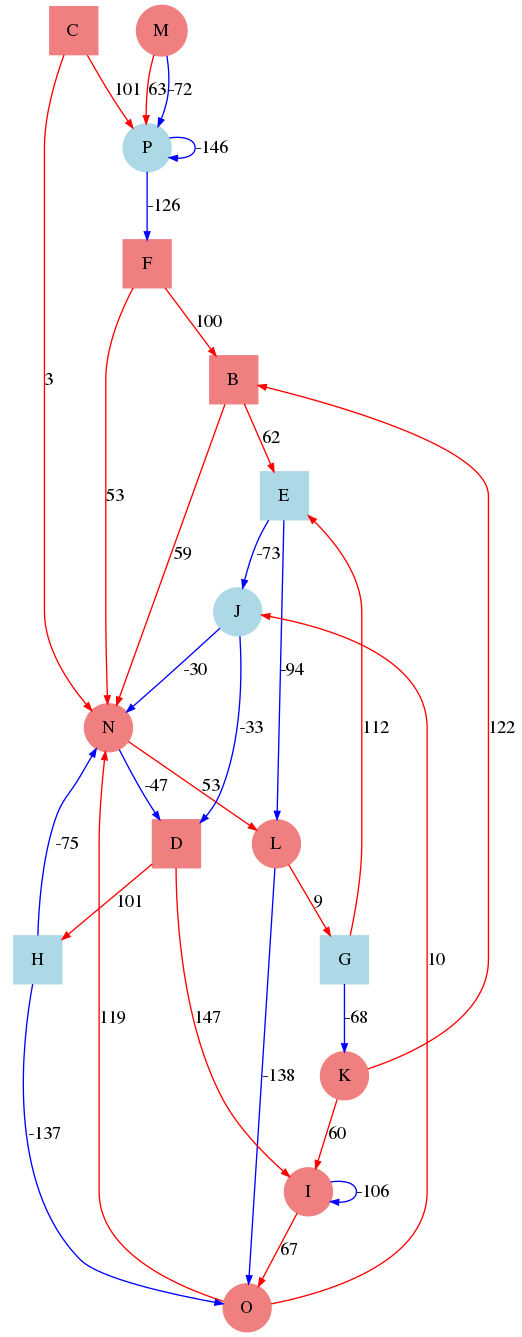 C M
101 63 -72
P -146
-126
F
100
3 B
62
53 E
59 -73
J
-30 -94
-33 112 122
N
-47 53
D L
-75 101 9
H G 10
119 147 -68
-138 K
-137 60
I -106
67
O